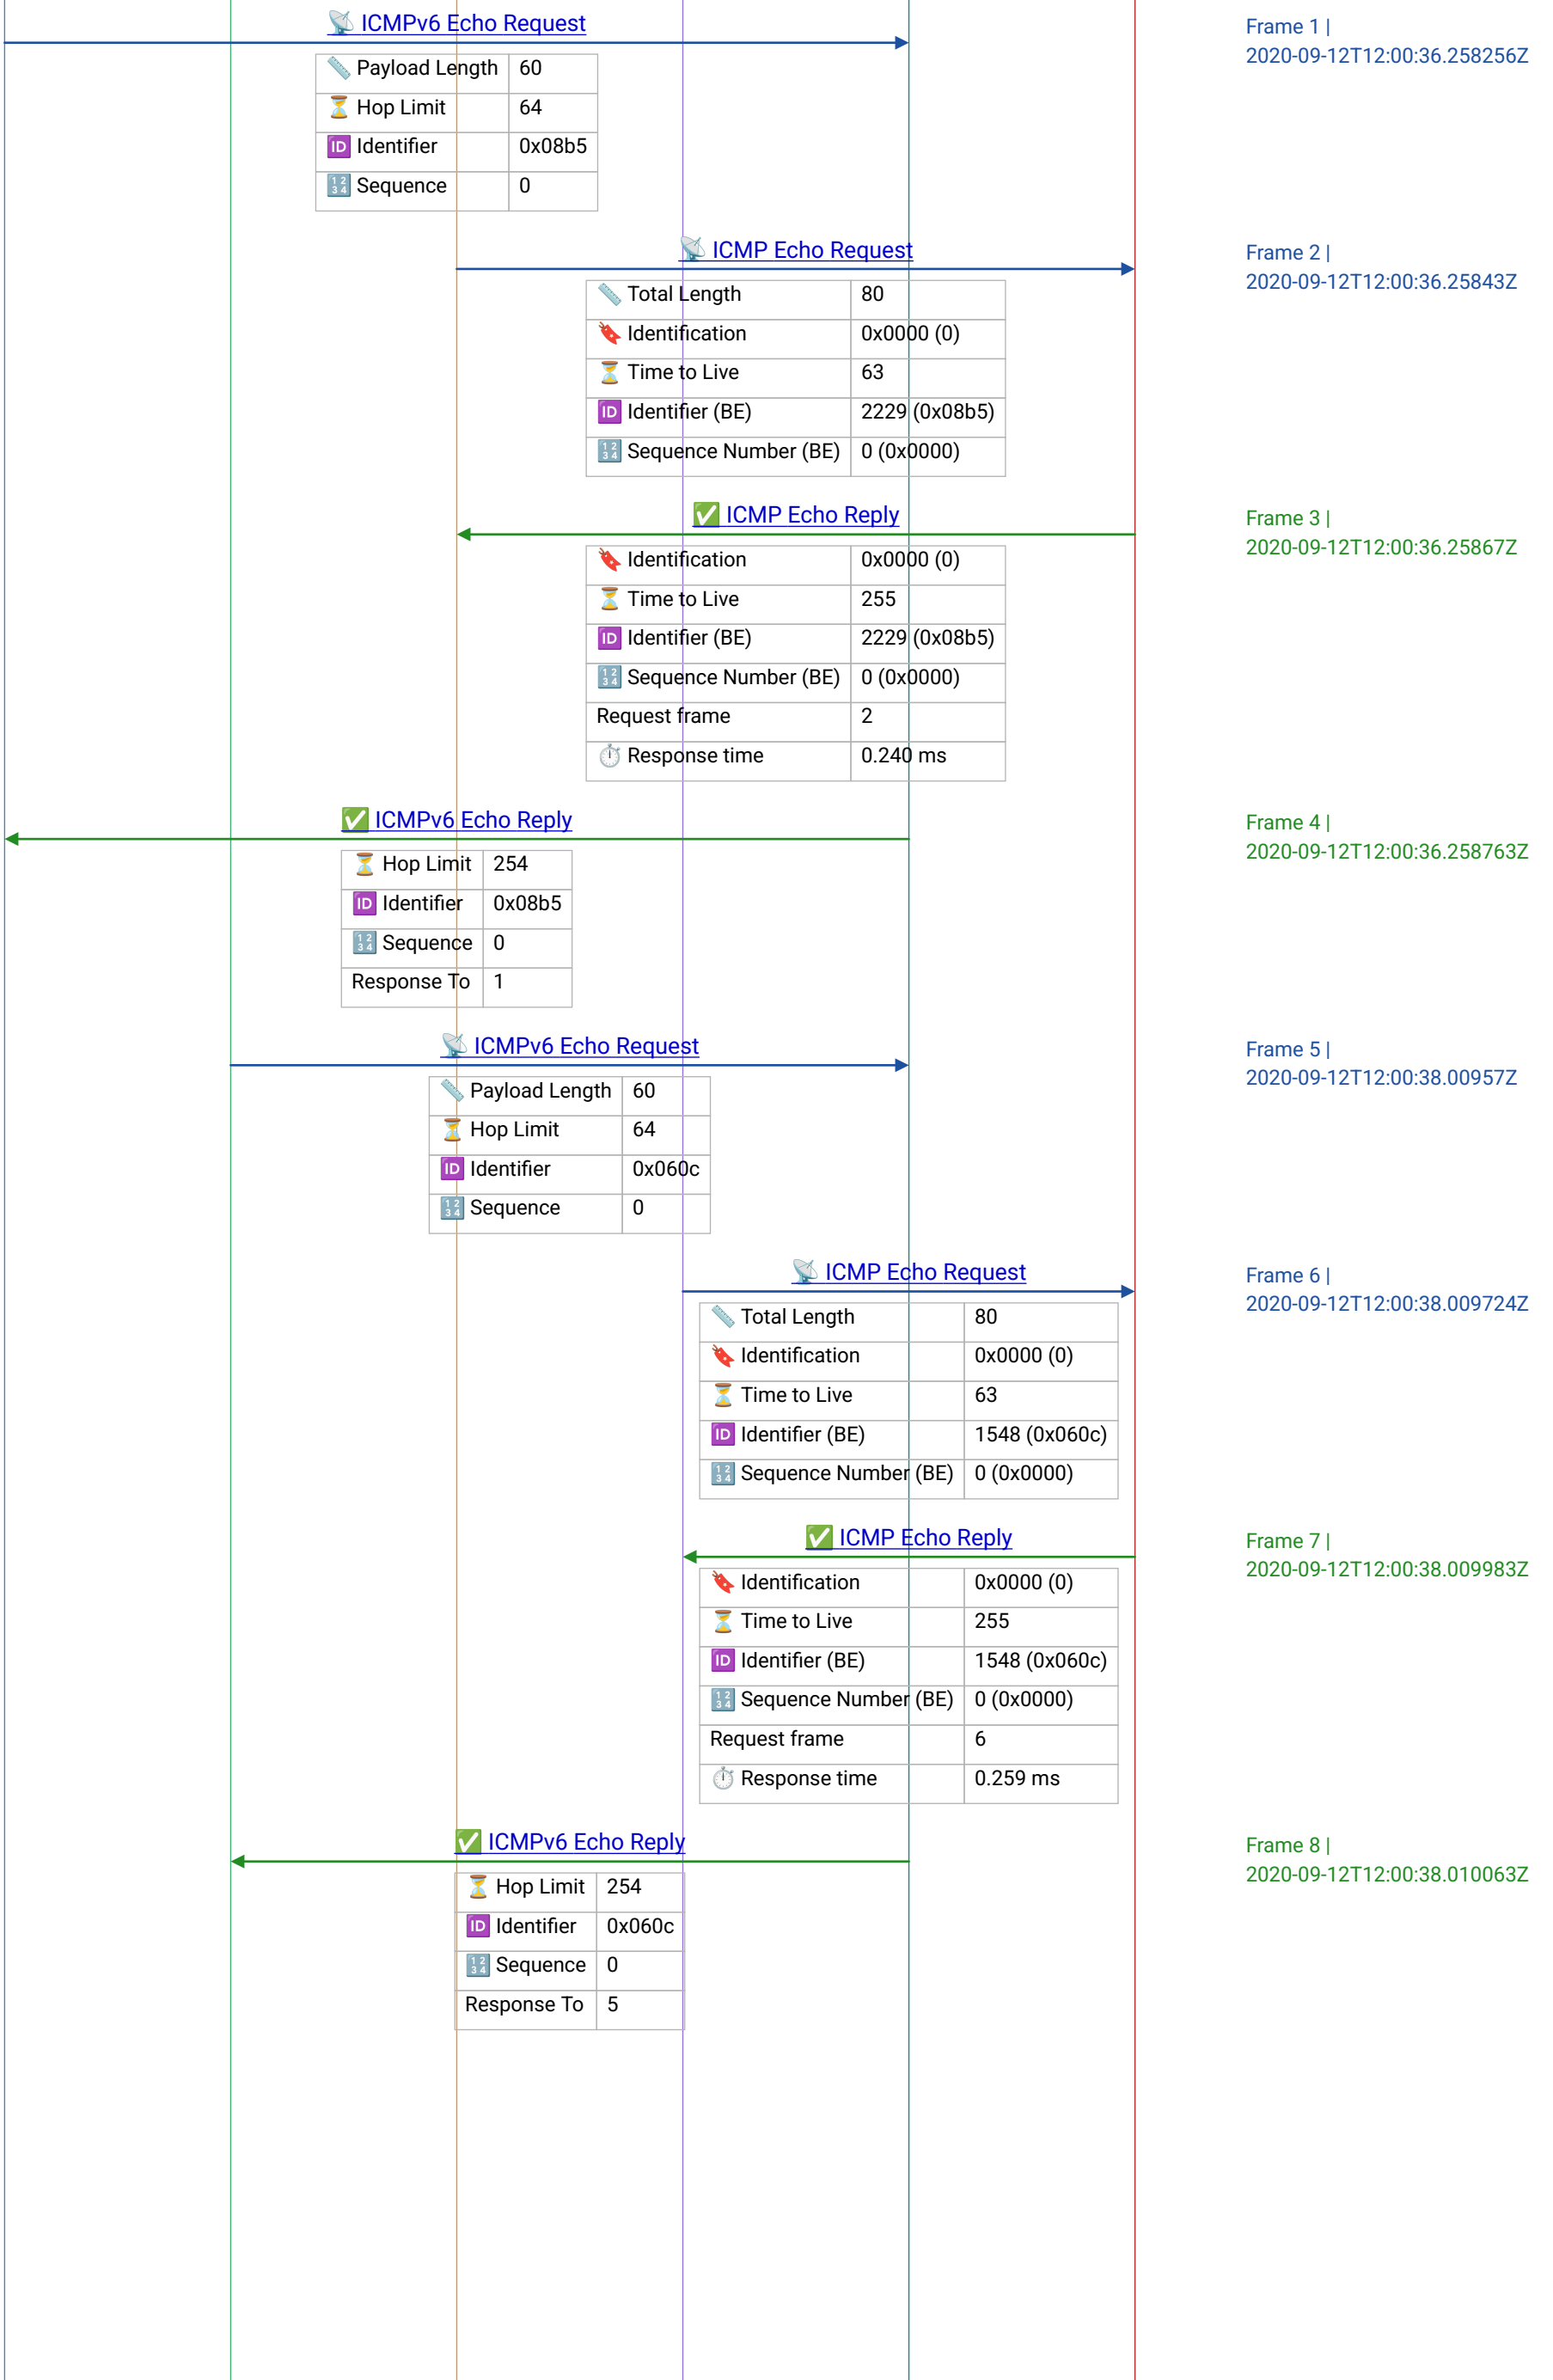 📡 ICMPv6 Echo Request
Frame 1 |
2020-09-12T12:00:36.258256Z
📏 Payload Length 60
⏳ Hop Limit 64
🆔 Identifier 0x08b5
🔢 Sequence 0
📡 ICMP Echo Request
Frame 2 |
2020-09-12T12:00:36.25843Z
📏 Total Length 80
🔖 Identification 0x0000 (0)
⏳ Time to Live 63
🆔 Identifier (BE) 2229 (0x08b5)
🔢 Sequence Number (BE) 0 (0x0000)
✅ ICMP Echo Reply
Frame 3 |
2020-09-12T12:00:36.25867Z
🔖 Identification 0x0000 (0)
⏳ Time to Live 255
🆔 Identifier (BE) 2229 (0x08b5)
🔢 Sequence Number (BE) 0 (0x0000)
Request frame 2
⏱️ Response time 0.240 ms
✅ ICMPv6 Echo Reply
Frame 4 |
2020-09-12T12:00:36.258763Z
⏳ Hop Limit 254
🆔 Identifier 0x08b5
🔢 Sequence 0
Response To 1
📡 ICMPv6 Echo Request
Frame 5 |
2020-09-12T12:00:38.00957Z
📏 Payload Length 60
⏳ Hop Limit 64
🆔 Identifier 0x060c
🔢 Sequence 0
📡 ICMP Echo Request
Frame 6 |
2020-09-12T12:00:38.009724Z
📏 Total Length 80
🔖 Identification 0x0000 (0)
⏳ Time to Live 63
🆔 Identifier (BE) 1548 (0x060c)
🔢 Sequence Number (BE) 0 (0x0000)
✅ ICMP Echo Reply
Frame 7 |
2020-09-12T12:00:38.009983Z
🔖 Identification 0x0000 (0)
⏳ Time to Live 255
🆔 Identifier (BE) 1548 (0x060c)
🔢 Sequence Number (BE) 0 (0x0000)
Request frame 6
⏱️ Response time 0.259 ms
✅ ICMPv6 Echo Reply
Frame 8 |
2020-09-12T12:00:38.010063Z
⏳ Hop Limit 254
🆔 Identifier 0x060c
🔢 Sequence 0
Response To 5